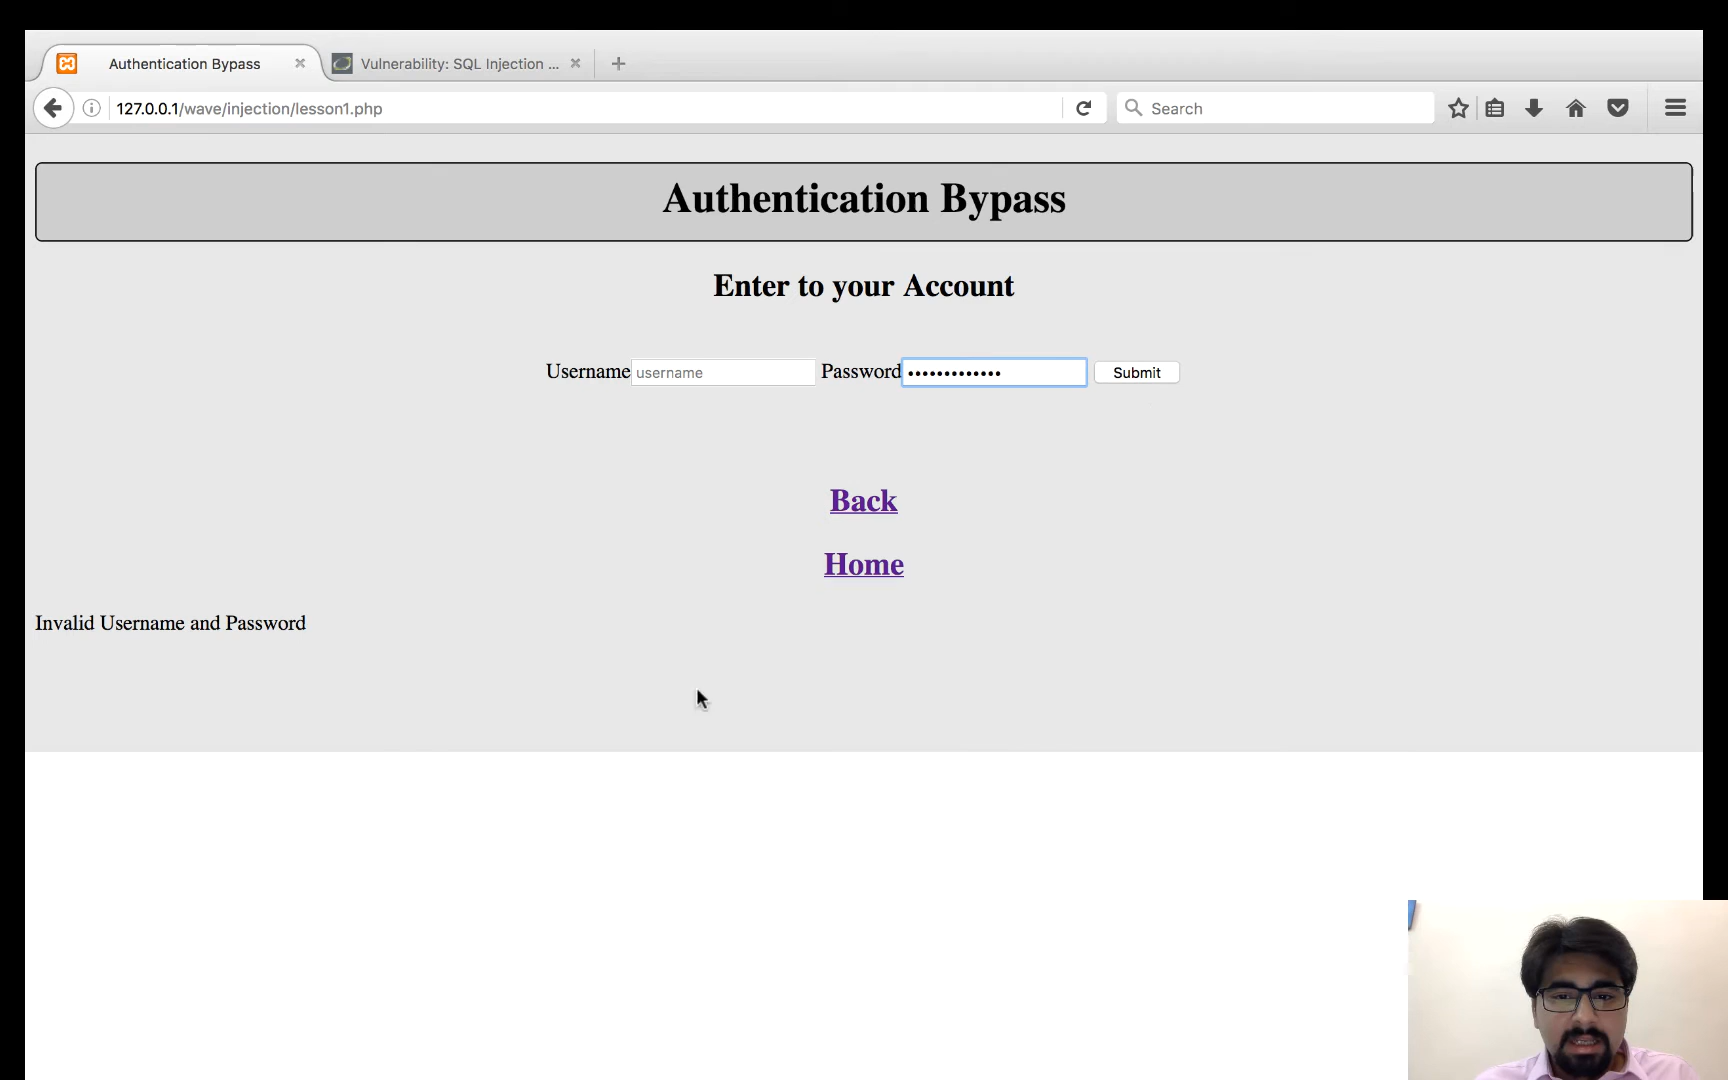 Authentication Bypass
Vulnerability: SQL Injection ...
127.0.0.1/wave/injection/lesson1.php
Search
Authentication Bypass
Enter to your Account
Username username Password ••••••••••••• Submit
Back
Home
Invalid Username and Password